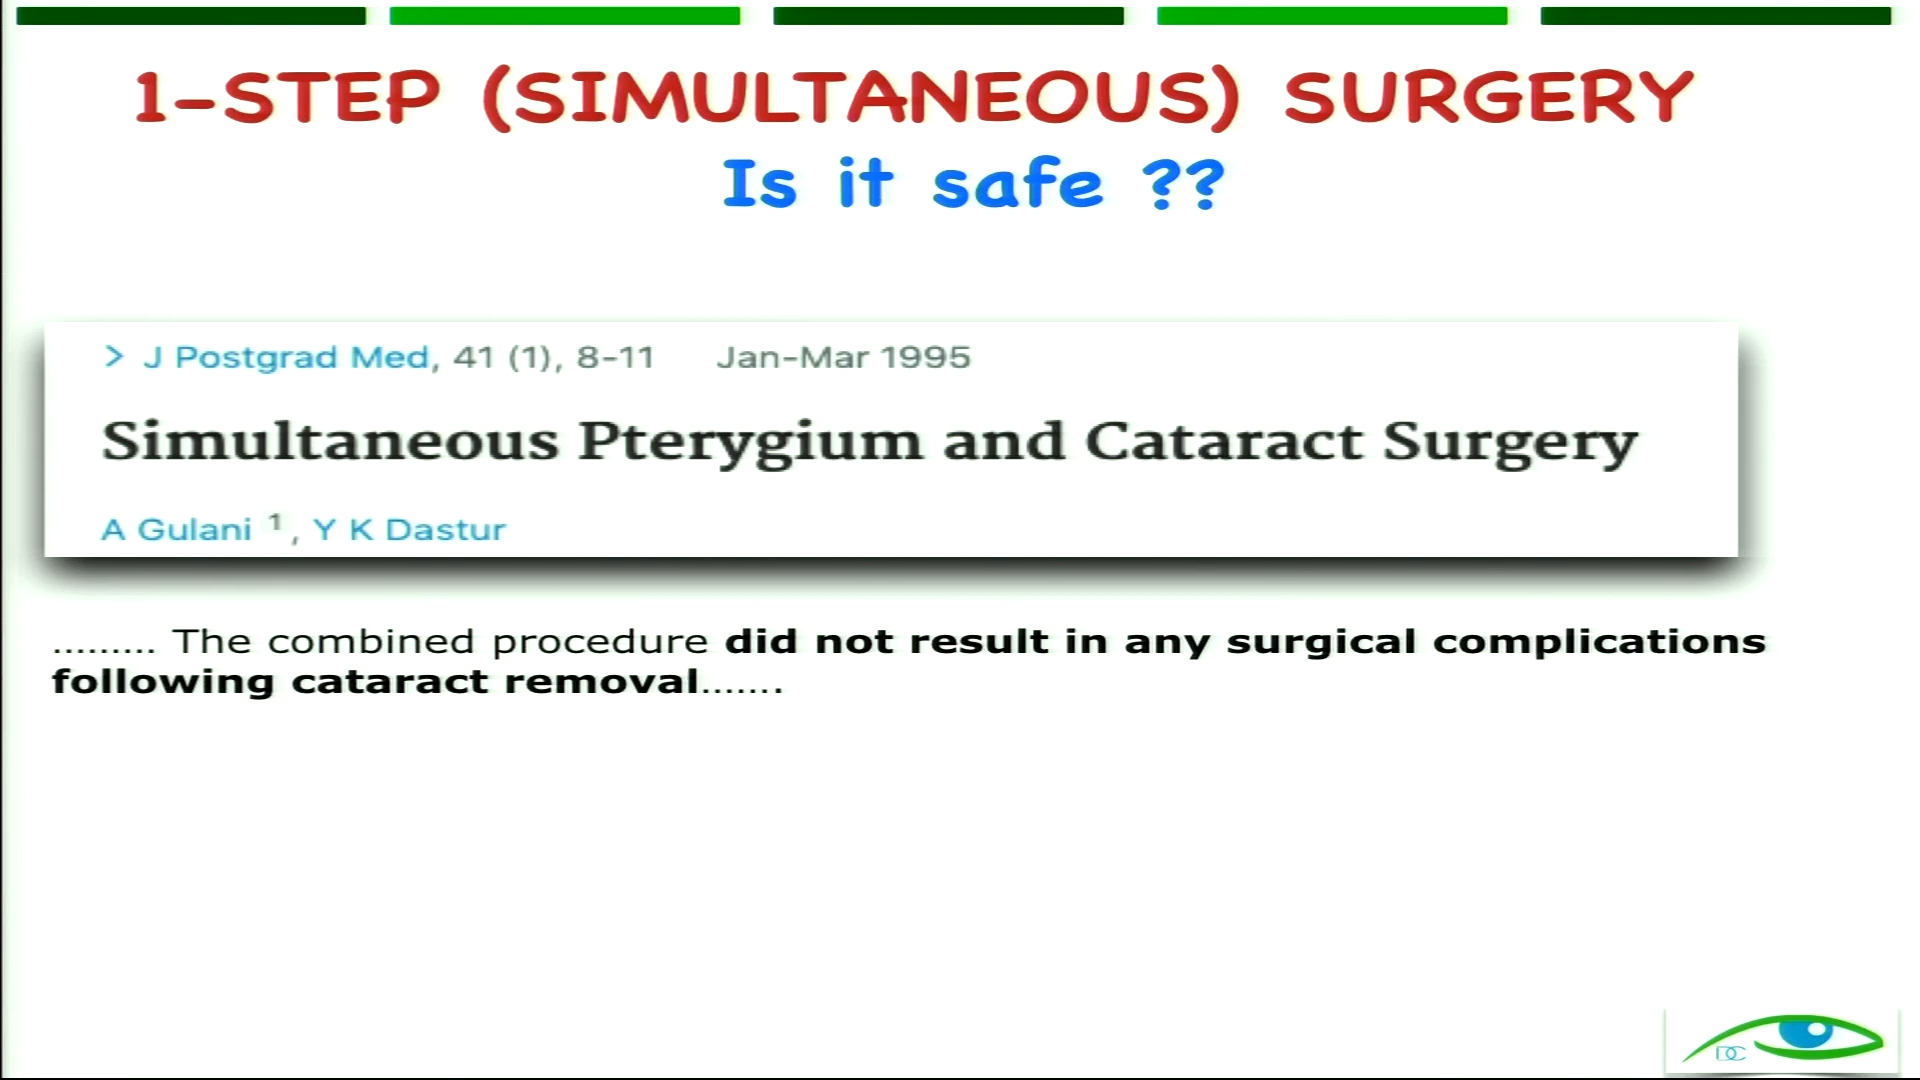 1-STEP (SIMULTANEOUS) SURGERY
Is it safe ??
> J Postgrad Med, 41 (1), 8-11 Jan-Mar 1995
Simultaneous Pterygium and Cataract Surgery
A Gulani 1, Y K Dastur
......... The combined procedure did not result in any surgical complications
following cataract removal.......
DC